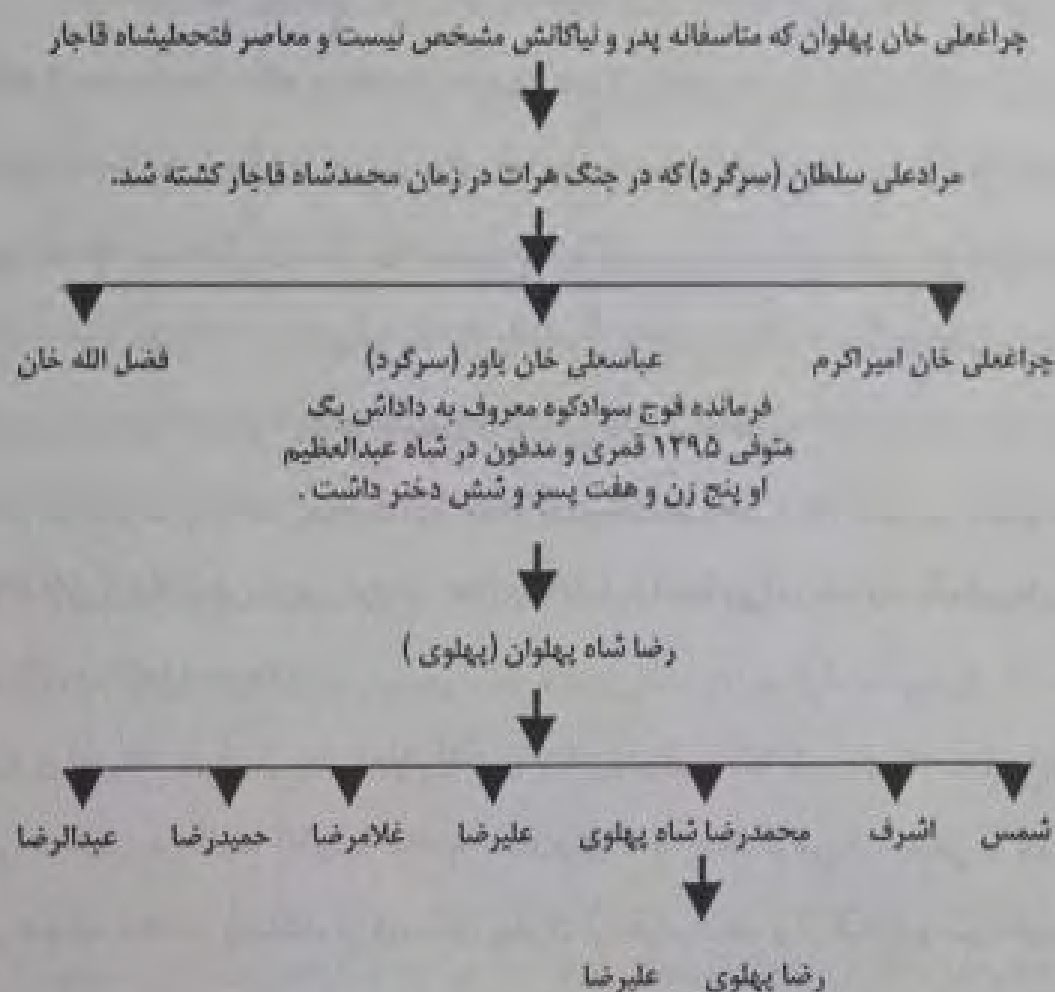 چراغعلی خان پهلوان که متاسفانه پدر و نیاکانش مشخص نیست و معاصر فتحعلیشاه قاجار
مرادعلی سلطان (سرگرد) که در جنگ هرات در زمان محمدشاه قاجار کشته شد.
چراغعلی خان امیراکرم
عباسعلی خان یاور (سرگرد)
فضل الله خان
فرمانده فوج سوادکوه معروف به داداش بگ
متوفی ۱۲۹۵ قمری و مدفون در شاه عبدالعظیم
او پنج زن و هفت پسر و شش دختر داشت .
رضا شاه پهلوان (پهلوی )
شمس
اشرف
محمدرضا شاه پهلوی
علیرضا
غلامرضا
حمیدرضا
عبدالرضا
رضا پهلوی
علیرضا